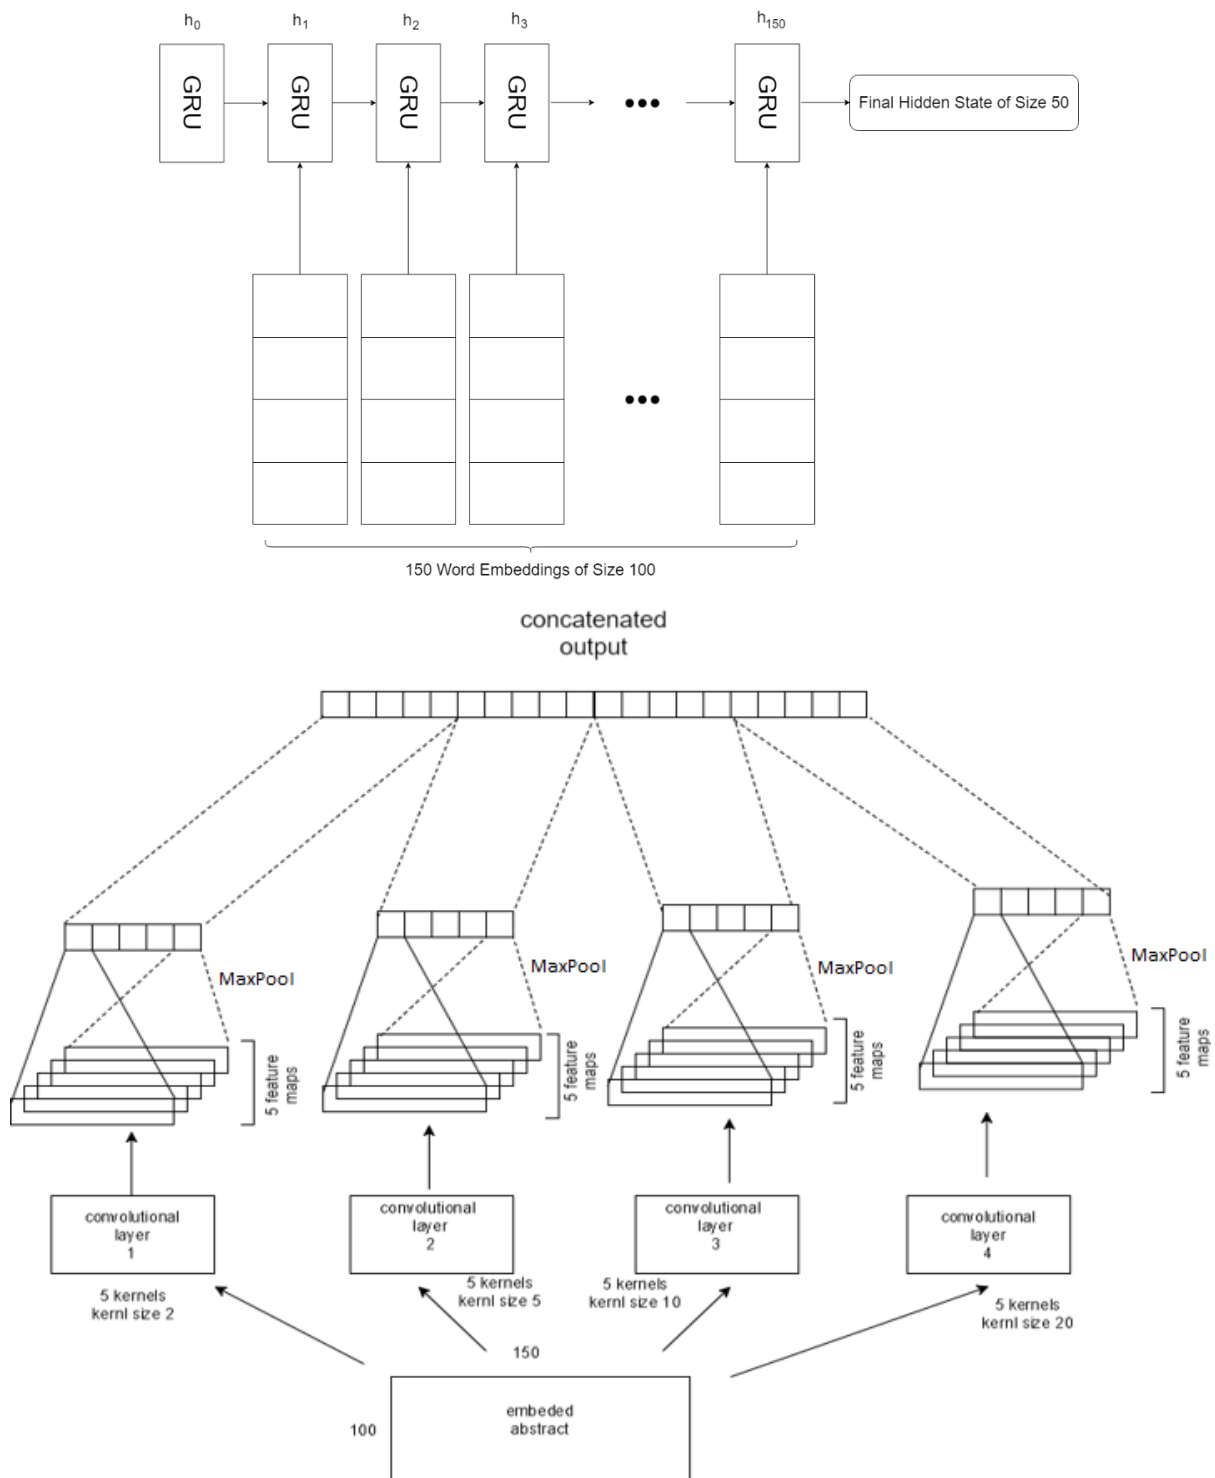 h0 h1 h2 h3 h150
GRU GRU GRU GRU GRU
Final Hidden State of Size 50
150 Word Embeddings of Size 100
concatenated
output
MaxPool MaxPool MaxPool MaxPool
5 feature
maps
5 feature
maps
5 feature
maps
5 feature
maps
convolutional
layer
1
convolutional
layer
2
convolutional
layer
3
convolutional
layer
4
5 kernels
kernl size 2
5 kernels
kernl size 5
5 kernels
kernl size 10
5 kernels
kernl size 20
150
100
embeded
abstract